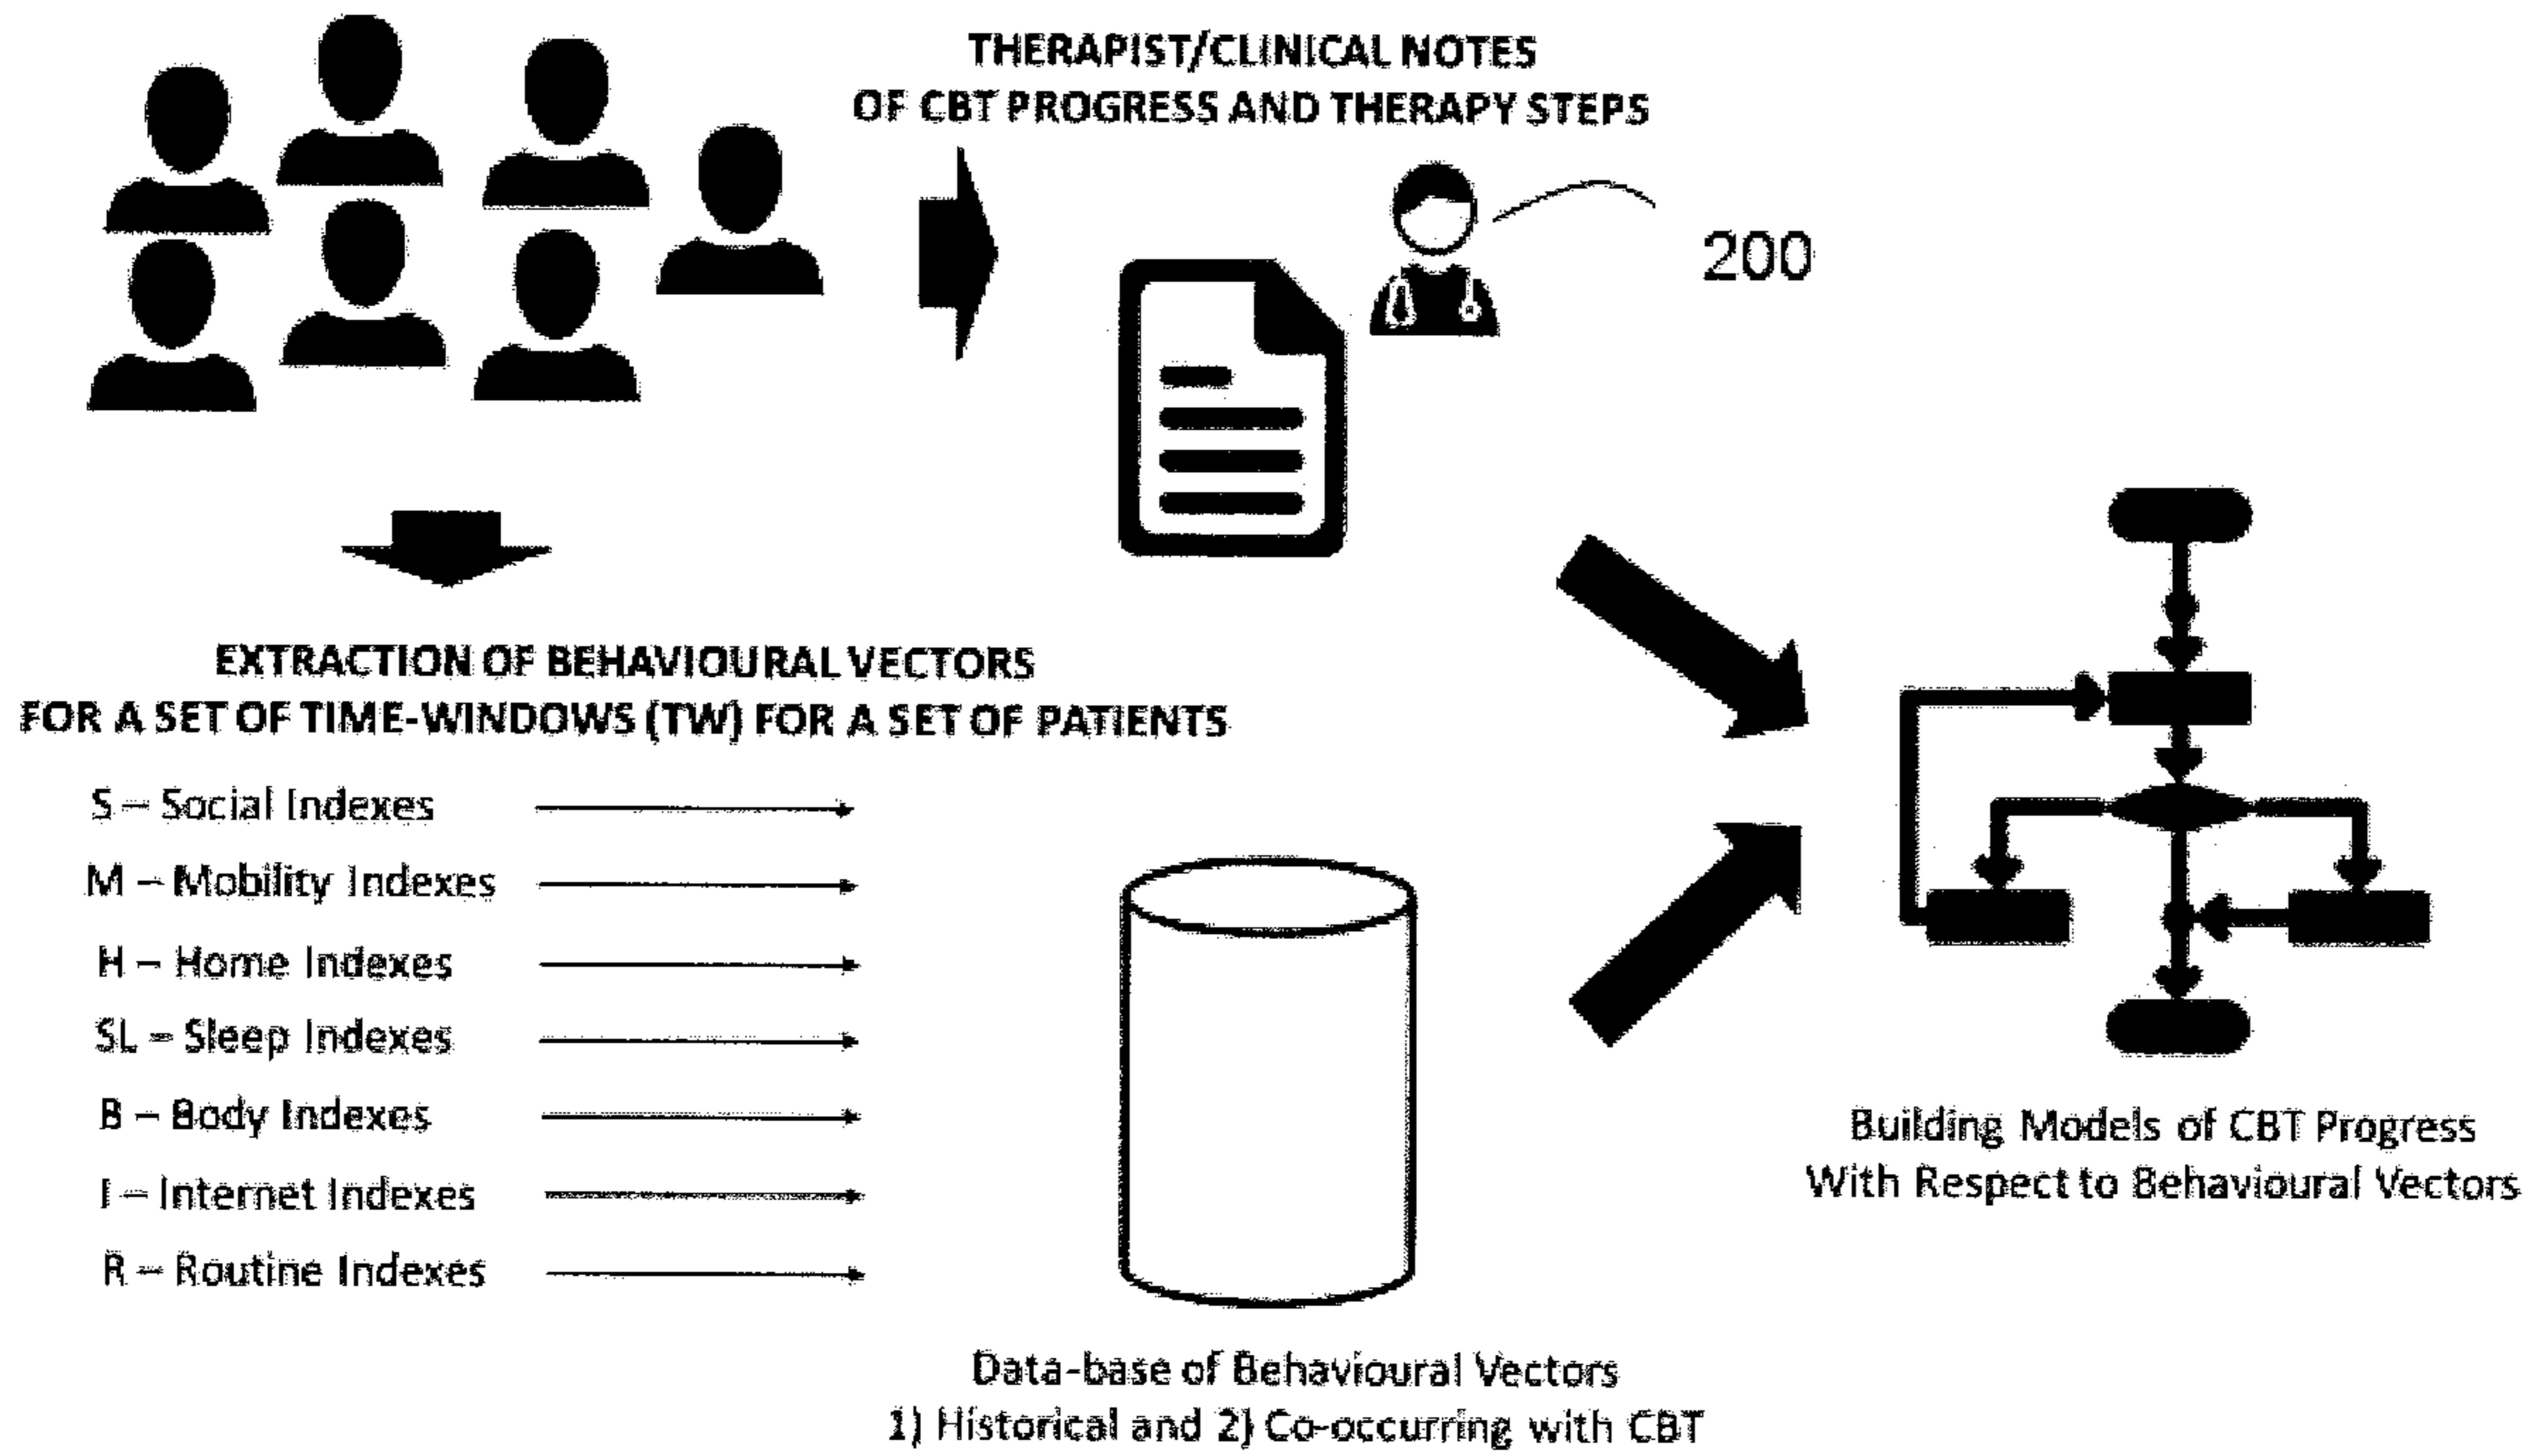 THERAPIST/CLINICAL NOTES
OF CBT PROGRESS AND THERAPY STEPS
200
EXTRACTION OF BEHAVIOURAL VECTORS
FOR A SET OF TIME-WINDOWS (TW) FOR A SET OF PATIENTS
S – Social Indexes
M – Mobility Indexes
H – Home Indexes
SL – Sleep Indexes
B – Body Indexes
I – Internet Indexes
R – Routine Indexes
Data-base of Behavioural Vectors
1) Historical and 2) Co-occurring with CBT
Building Models of CBT Progress
With Respect to Behavioural Vectors